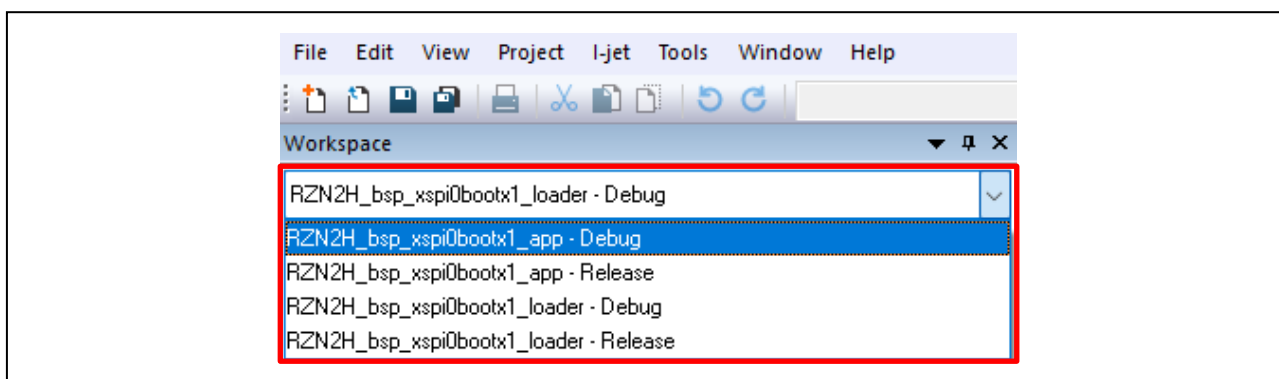 File Edit View Project I-jet Tools Window Help
Workspace
RZN2H_bsp_xspi0bootx1_loader - Debug
RZN2H_bsp_xspi0bootx1_app - Debug
RZN2H_bsp_xspi0bootx1_app - Release
RZN2H_bsp_xspi0bootx1_loader - Debug
RZN2H_bsp_xspi0bootx1_loader - Release